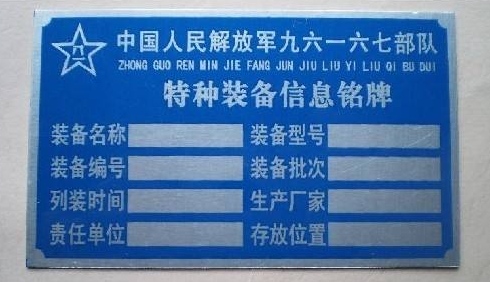 中国人民解放军九六一六七部队
ZHONG GUO REN MIN JIE FANG JUN JIU LIU YI LIU QI BU DUI
特种装备信息铭牌
装备名称 装备型号
装备编号 装备批次
列装时间 生产厂家
责任单位 存放位置